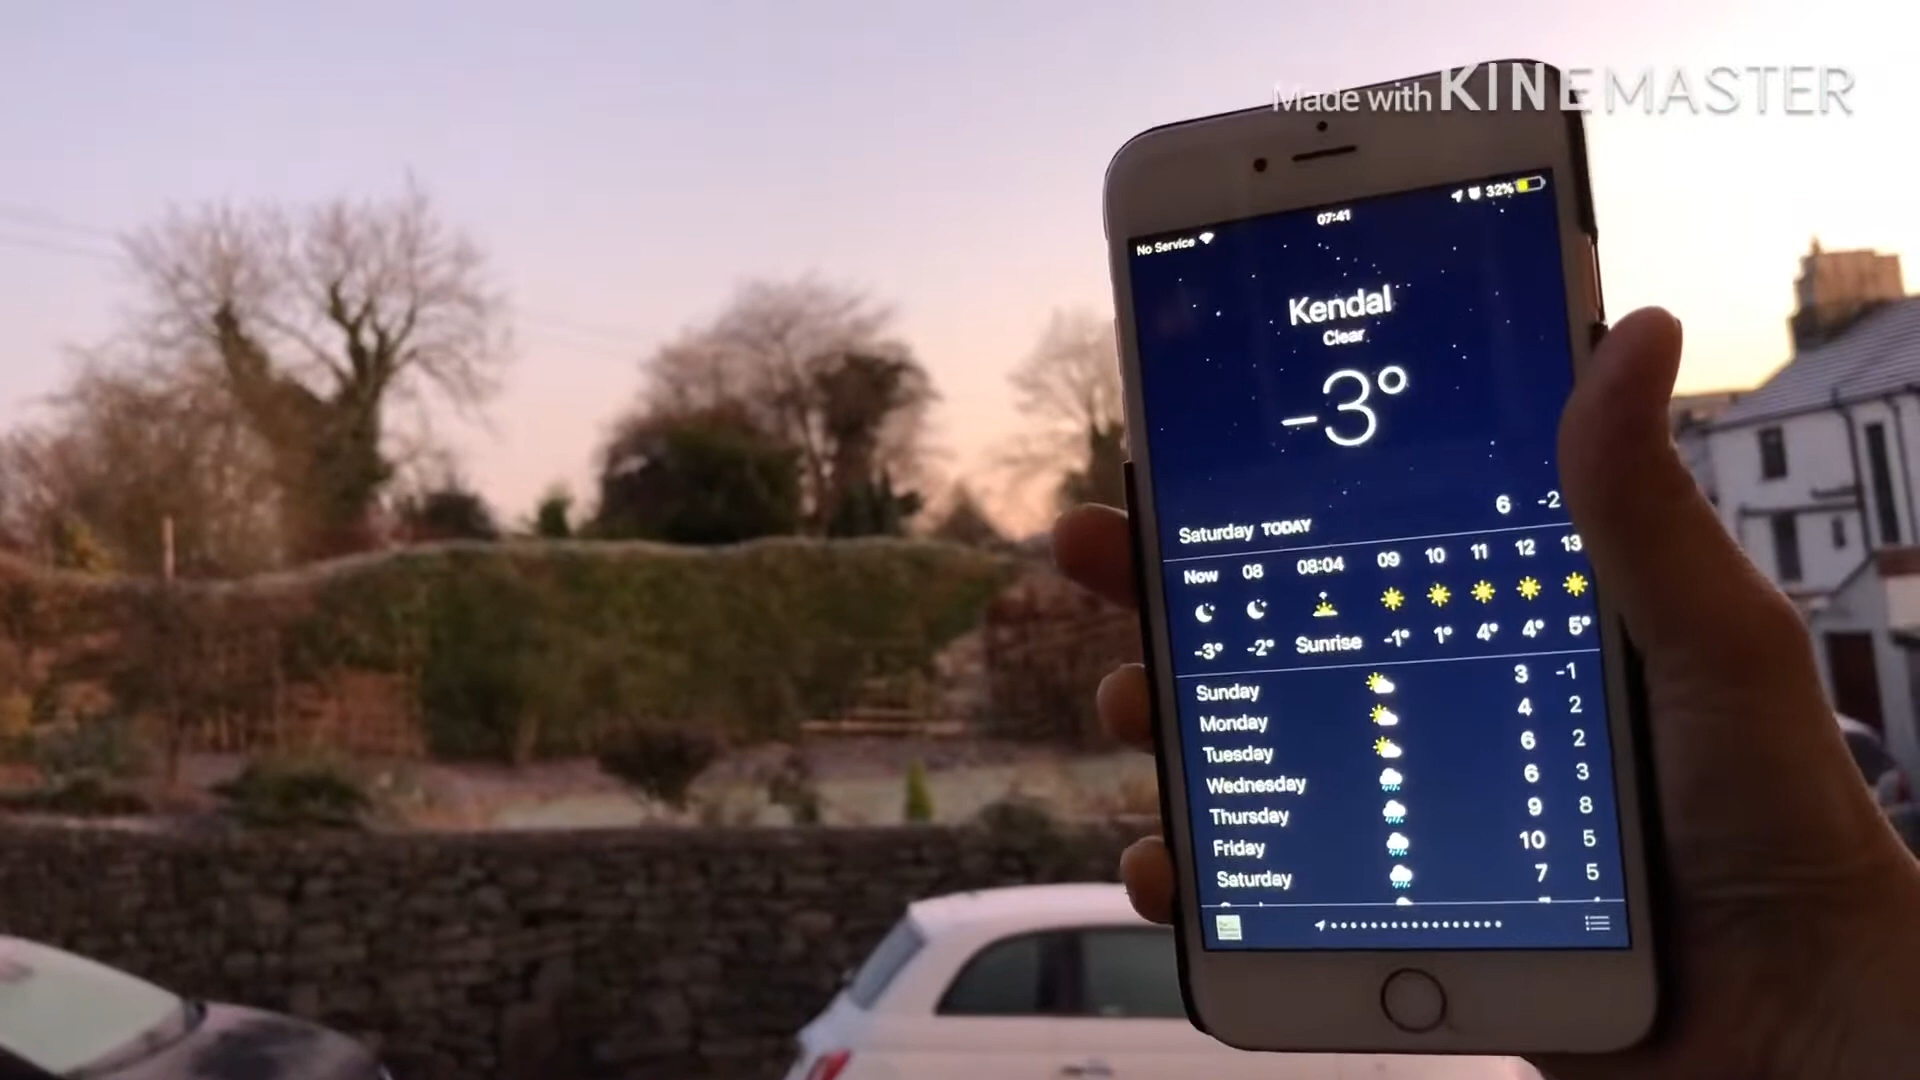 Made with KINEMASTER
32%
07:41
No Service
Kendal
Clear
-3°
Saturday TODAY 6 -2
Now 08 08:04 09 10 11 12 13
-3° -2° Sunrise -1° 1° 4° 4° 5°
Sunday 3 -1
Monday 4 2
Tuesday 6 2
Wednesday 6 3
Thursday 9 8
Friday 10 5
Saturday 7 5